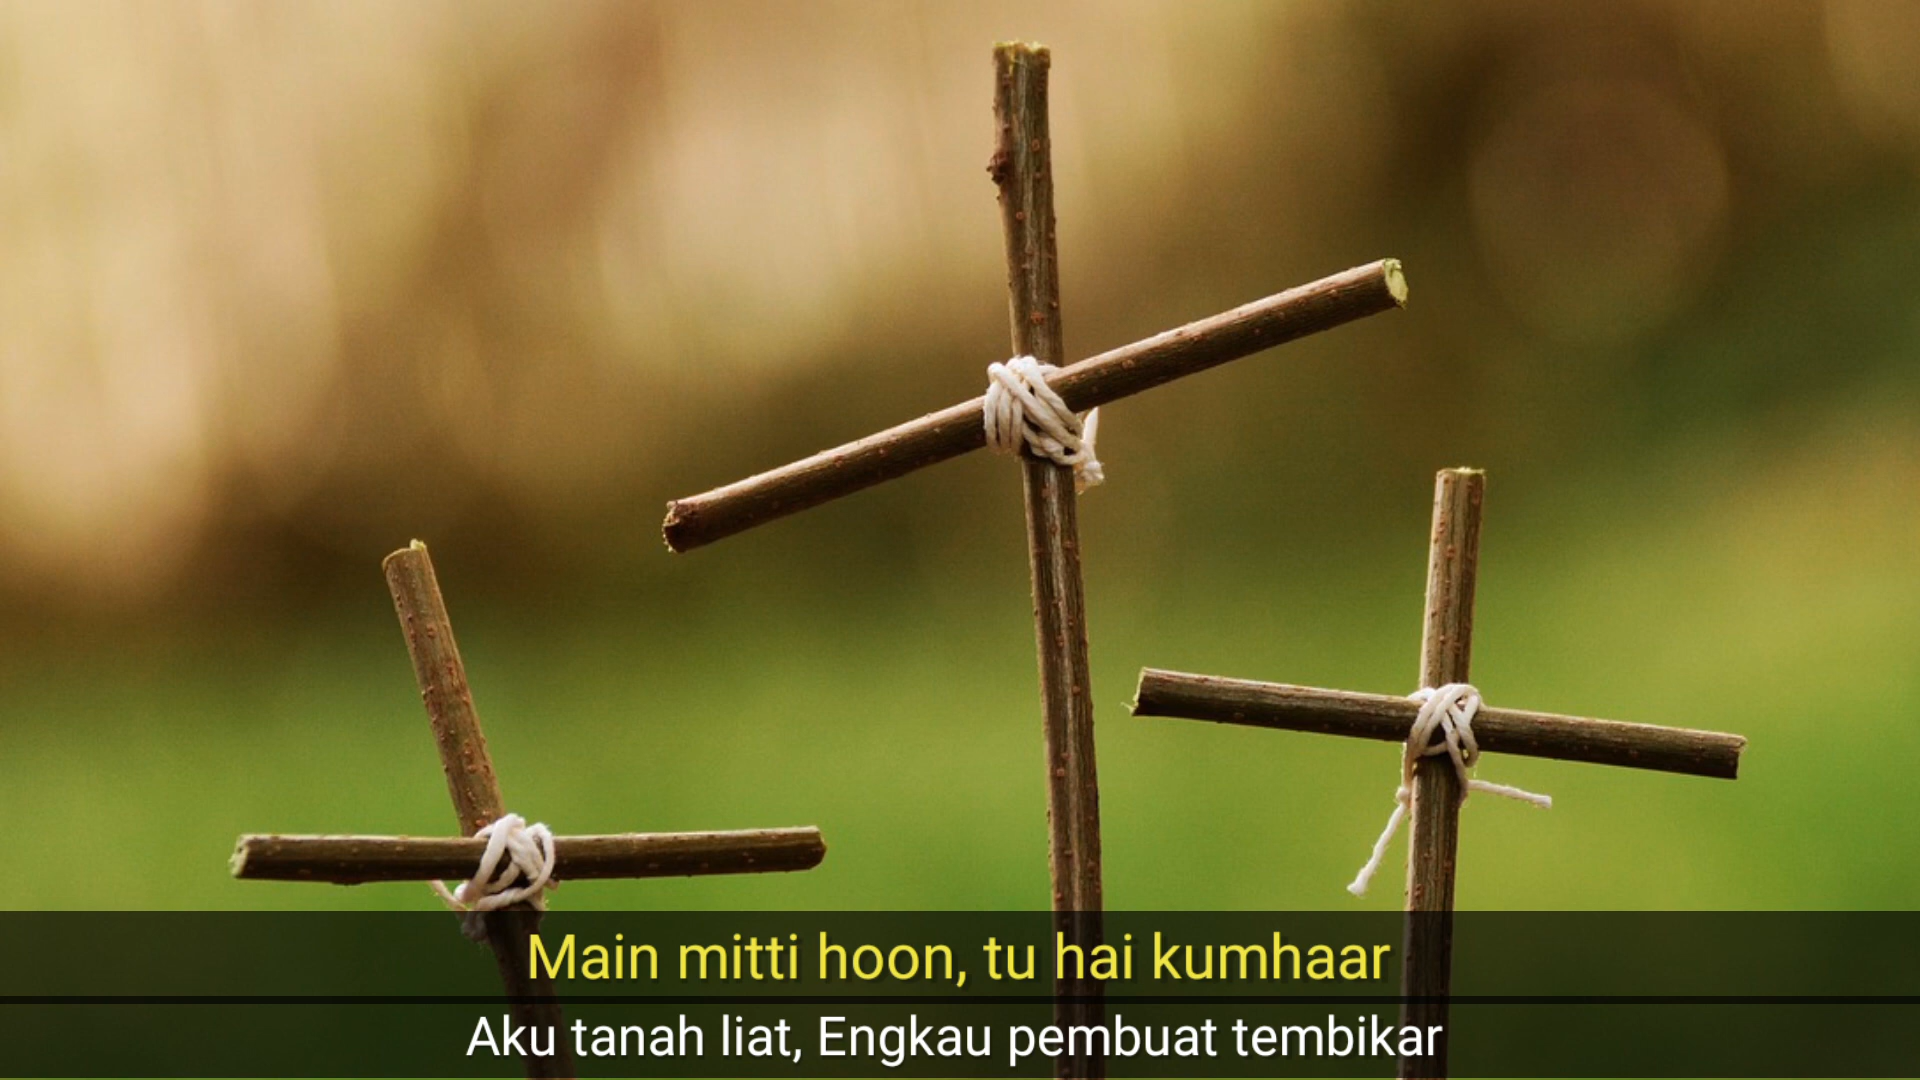 Main mitti hoon, tu hai kumhaar
Aku tanah liat, Engkau pembuat tembikar